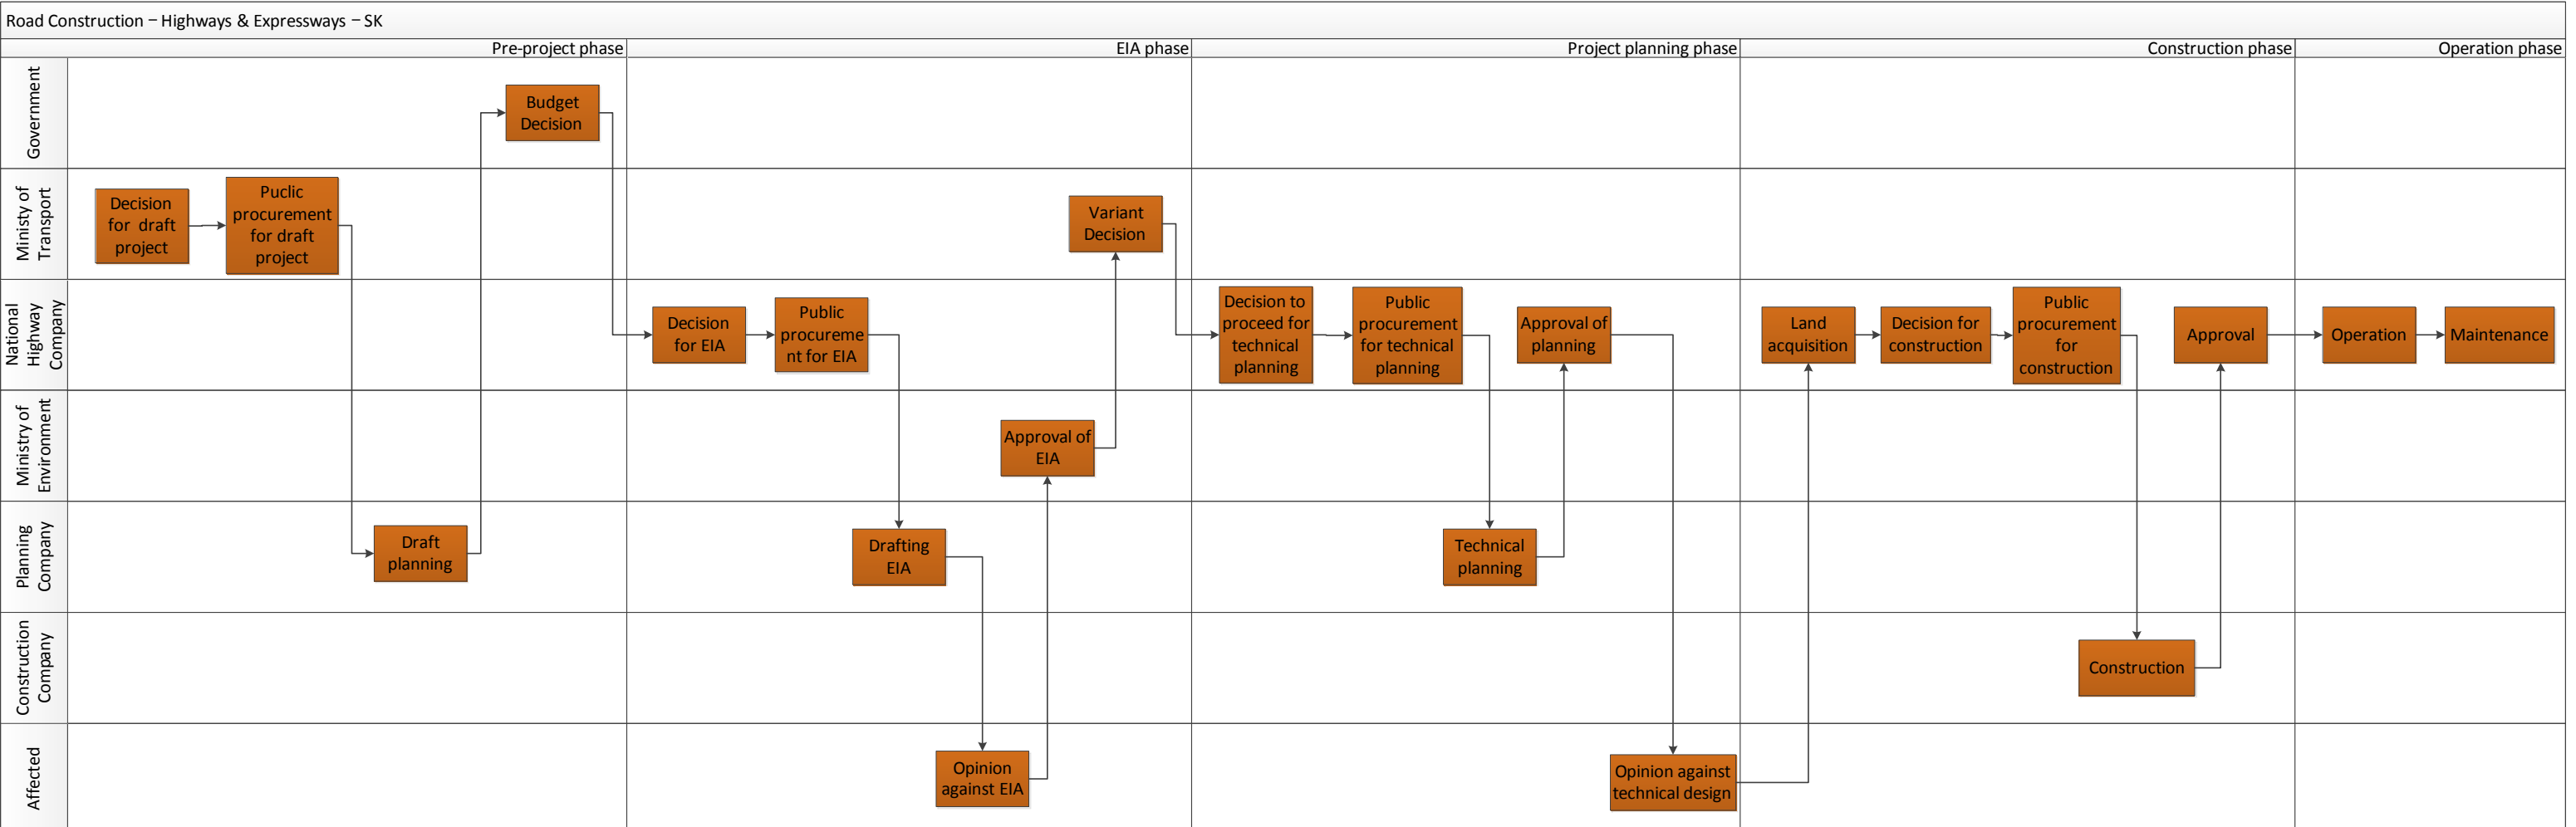 Road Construction – Highways & Expressways – SK
Pre-project phase
EIA phase
Project planning phase
Construction phase
Operation phase
Government
Budget
Decision
Ministy of
Transport
Decision
for draft
project
Puclic
procurement
for draft
project
Variant
Decision
National
Highway
Company
Decision
for EIA
Public
procureme
nt for EIA
Decision to
proceed for
technical
planning
Public
procurement
for technical
planning
Approval of
planning
Land
acquisition
Decision for
construction
Public
procurement
for
construction
Approval
Operation
Maintenance
Ministry of
Environment
Approval of
EIA
Planning
Company
Draft
planning
Drafting
EIA
Technical
planning
Construction
Company
Construction
Affected
Opinion
against EIA
Opinion against
technical design